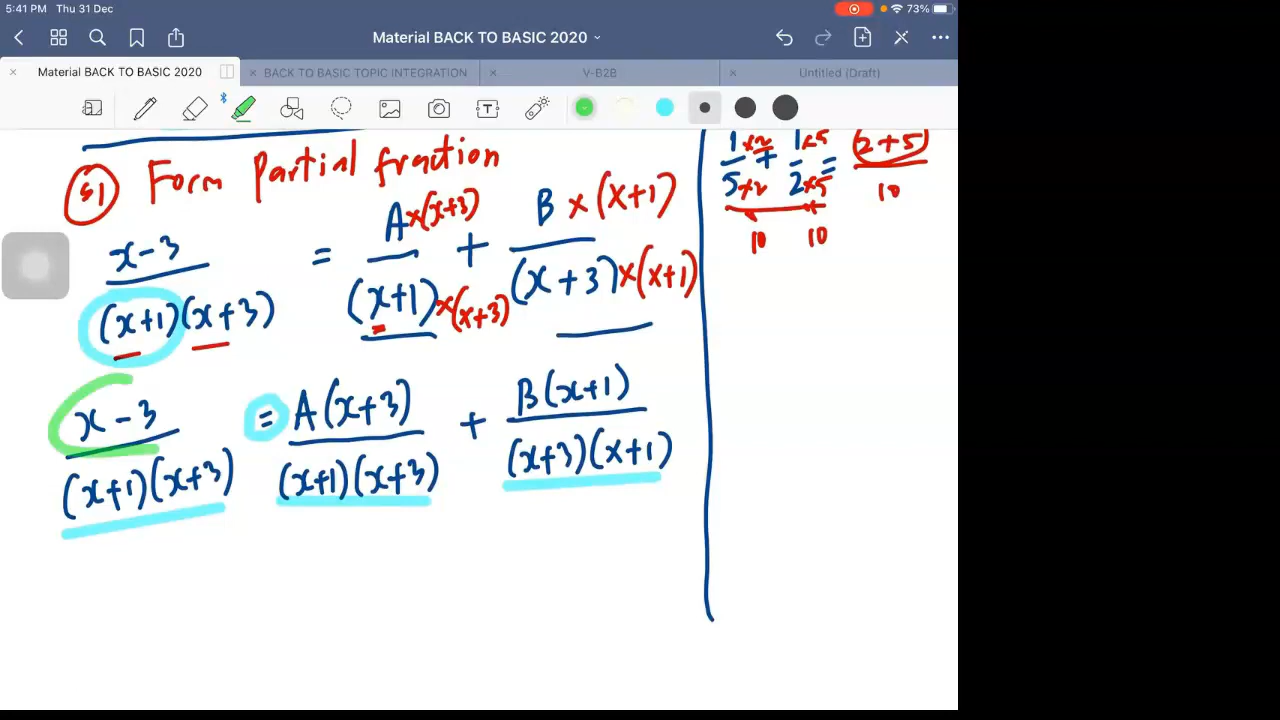 5:41 PM Thu 31 Dec
73%
Material BACK TO BASIC 2020
Material BACK TO BASIC 2020
BACK TO BASIC TOPIC INTEGRATION
V-B2B
Untitled (Draft)
S1 Form Partial fraction
x-3 / (x+1)(x+3) = A×(x+3) / (x+1)×(x+3) + B×(x+1) / (x+3)×(x+1)
x-3 / (x+1)(x+3) = A(x+3) / (x+1)(x+3) + B(x+1) / (x+3)(x+1)
1×2 / 5×2 + 1×5 / 2×5 = (2+5) / 10
10 10